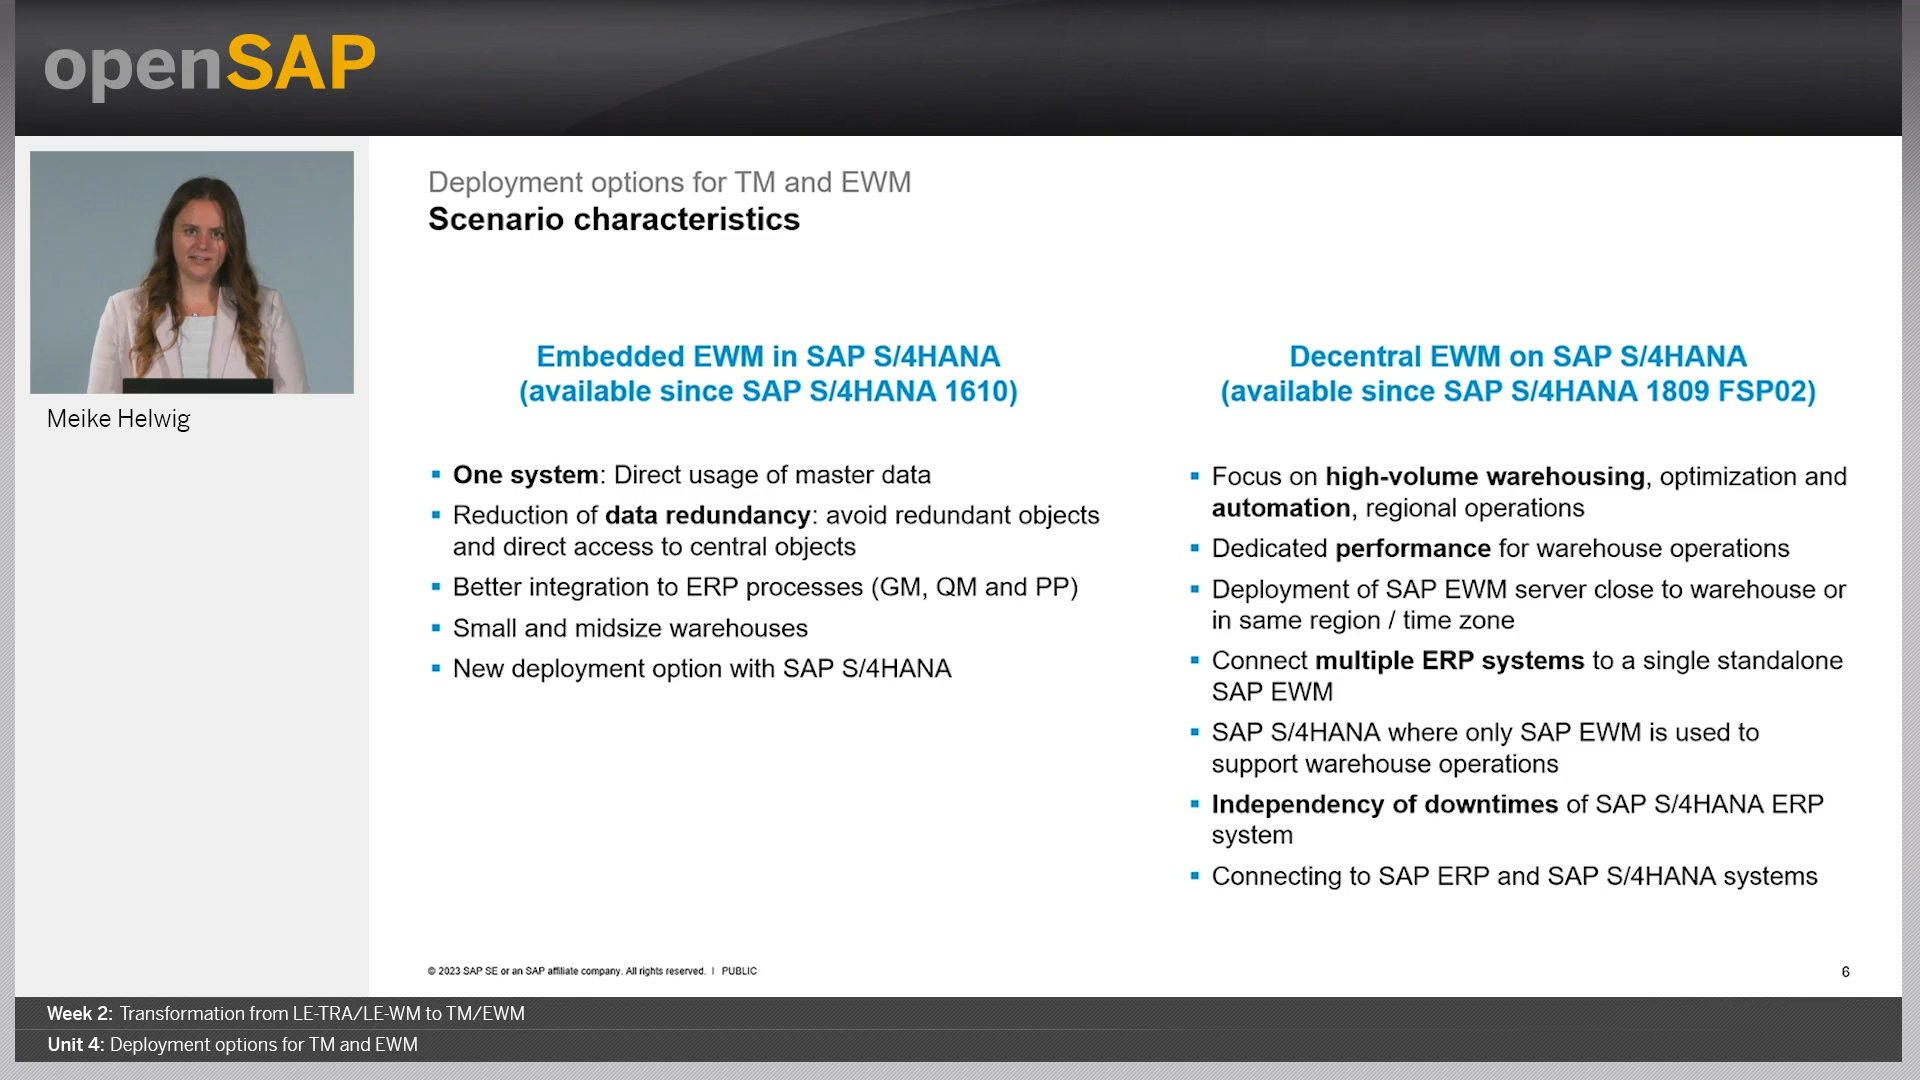 openSAP
Meike Helwig
Deployment options for TM and EWM
Scenario characteristics
Embedded EWM in SAP S/4HANA
(available since SAP S/4HANA 1610)
▪ One system: Direct usage of master data
▪ Reduction of data redundancy: avoid redundant objects
and direct access to central objects
▪ Better integration to ERP processes (GM, QM and PP)
▪ Small and midsize warehouses
▪ New deployment option with SAP S/4HANA
Decentral EWM on SAP S/4HANA
(available since SAP S/4HANA 1809 FSP02)
▪ Focus on high-volume warehousing, optimization and
automation, regional operations
▪ Dedicated performance for warehouse operations
▪ Deployment of SAP EWM server close to warehouse or
in same region / time zone
▪ Connect multiple ERP systems to a single standalone
SAP EWM
▪ SAP S/4HANA where only SAP EWM is used to
support warehouse operations
▪ Independency of downtimes of SAP S/4HANA ERP
system
▪ Connecting to SAP ERP and SAP S/4HANA systems
© 2023 SAP SE or an SAP affiliate company. All rights reserved. I PUBLIC
6
Week 2: Transformation from LE-TRA/LE-WM to TM/EWM
Unit 4: Deployment options for TM and EWM